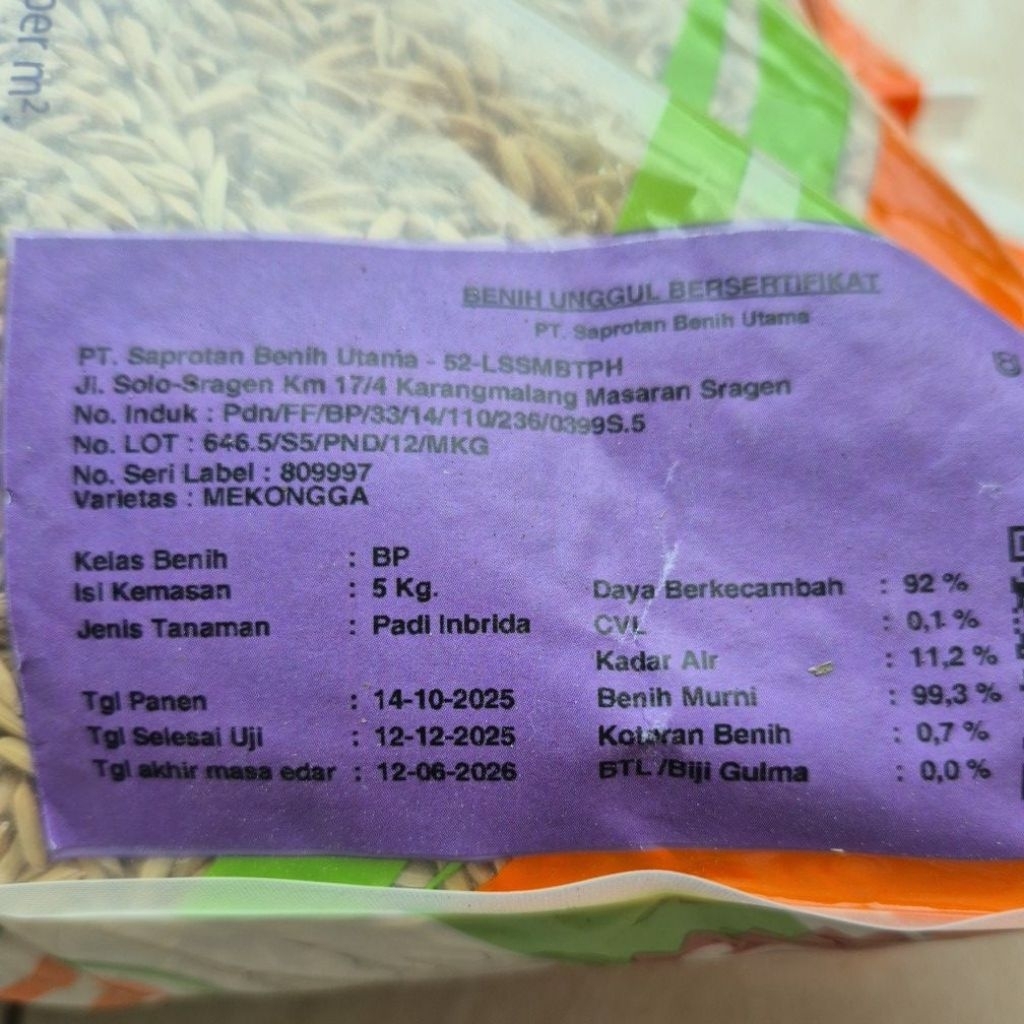 per m²
BENIH UNGGUL BERSERTIFIKAT
PT. Saprotan Benih Utama
PT. Saprotan Benih Utama - 52-LSSMBTPH
Jl. Solo-Sragen Km 17/4 Karangmalang Masaran Sragen
No. Induk : Pdn/FF/BP/33/14/110/236/0399S.5
No. LOT : 646.5/S5/PND/12/MKG
No. Seri Label : 809997
Varietas : MEKONGGA
Kelas Benih : BP
Isi Kemasan : 5 Kg.
Jenis Tanaman : Padi Inbrida
Tgl Panen : 14-10-2025
Tgl Selesai Uji : 12-12-2025
Tgl akhir masa edar : 12-06-2026
Daya Berkecambah : 92 %
CVL : 0,1 %
Kadar Air : 11,2 %
Benih Murni : 99,3 %
Kotoran Benih : 0,7 %
BTL /Biji Gulma : 0,0 %